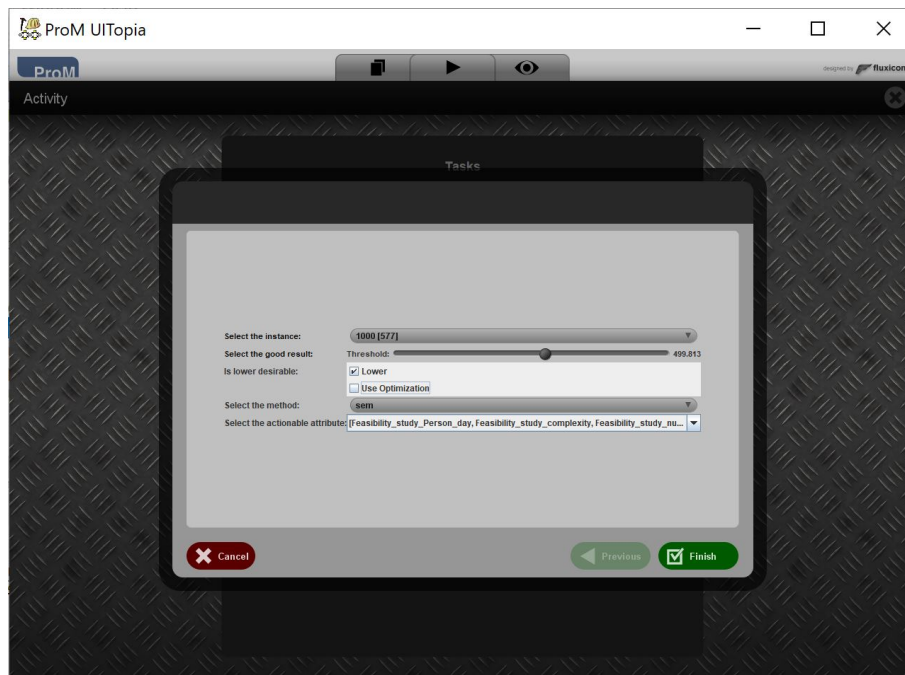 ProM UITopia
ProM
designed by fluxicon
Activity
Tasks
Select the instance: 1000 [577]
Select the good result: Threshold: 499.813
Is lower desirable: Lower
Use Optimization
Select the method: sem
Select the actionable attribute: [Feasibility_study_Person_day, Feasibility_study_complexity, Feasibility_study_nu...
Cancel Previous Finish